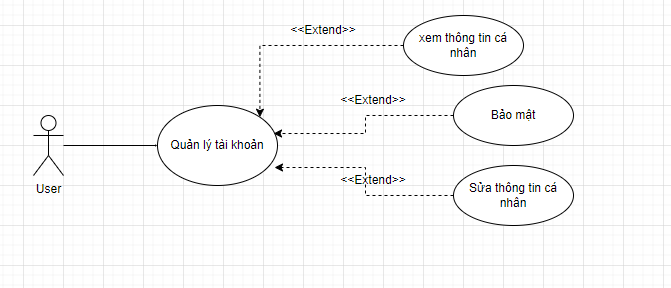 <<Extend>>
xem thông tin cá
nhân
<<Extend>>
Bảo mật
Quản lý tài khoản
<<Extend>>
Sửa thông tin cá
nhân
User